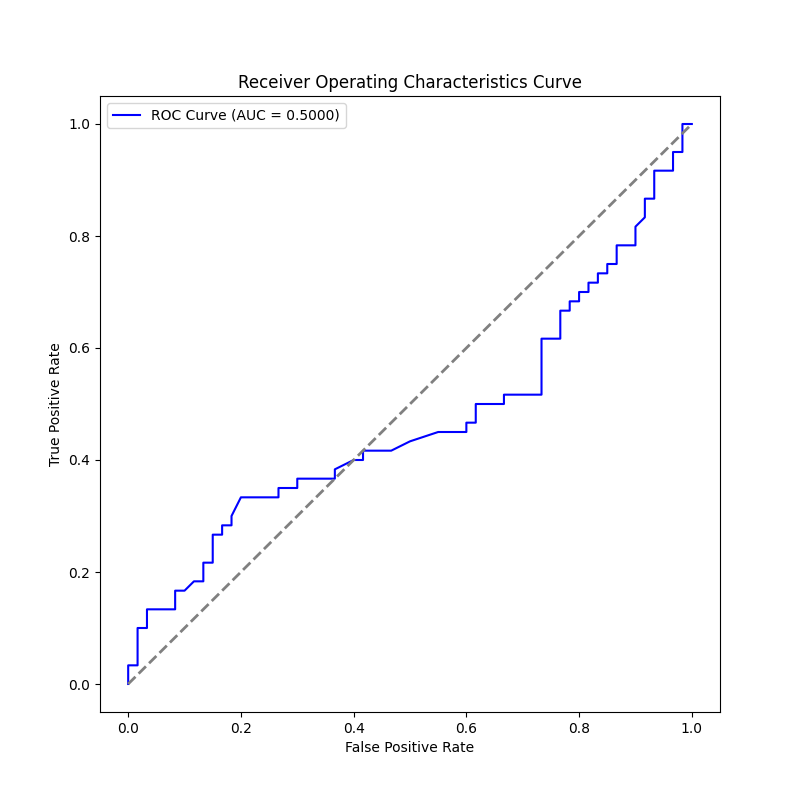 Receiver Operating Characteristics Curve
ROC Curve (AUC = 0.5000)
1.0
0.8
0.6
0.4
0.2
0.0
True Positive Rate
0.0 0.2 0.4 0.6 0.8 1.0
False Positive Rate